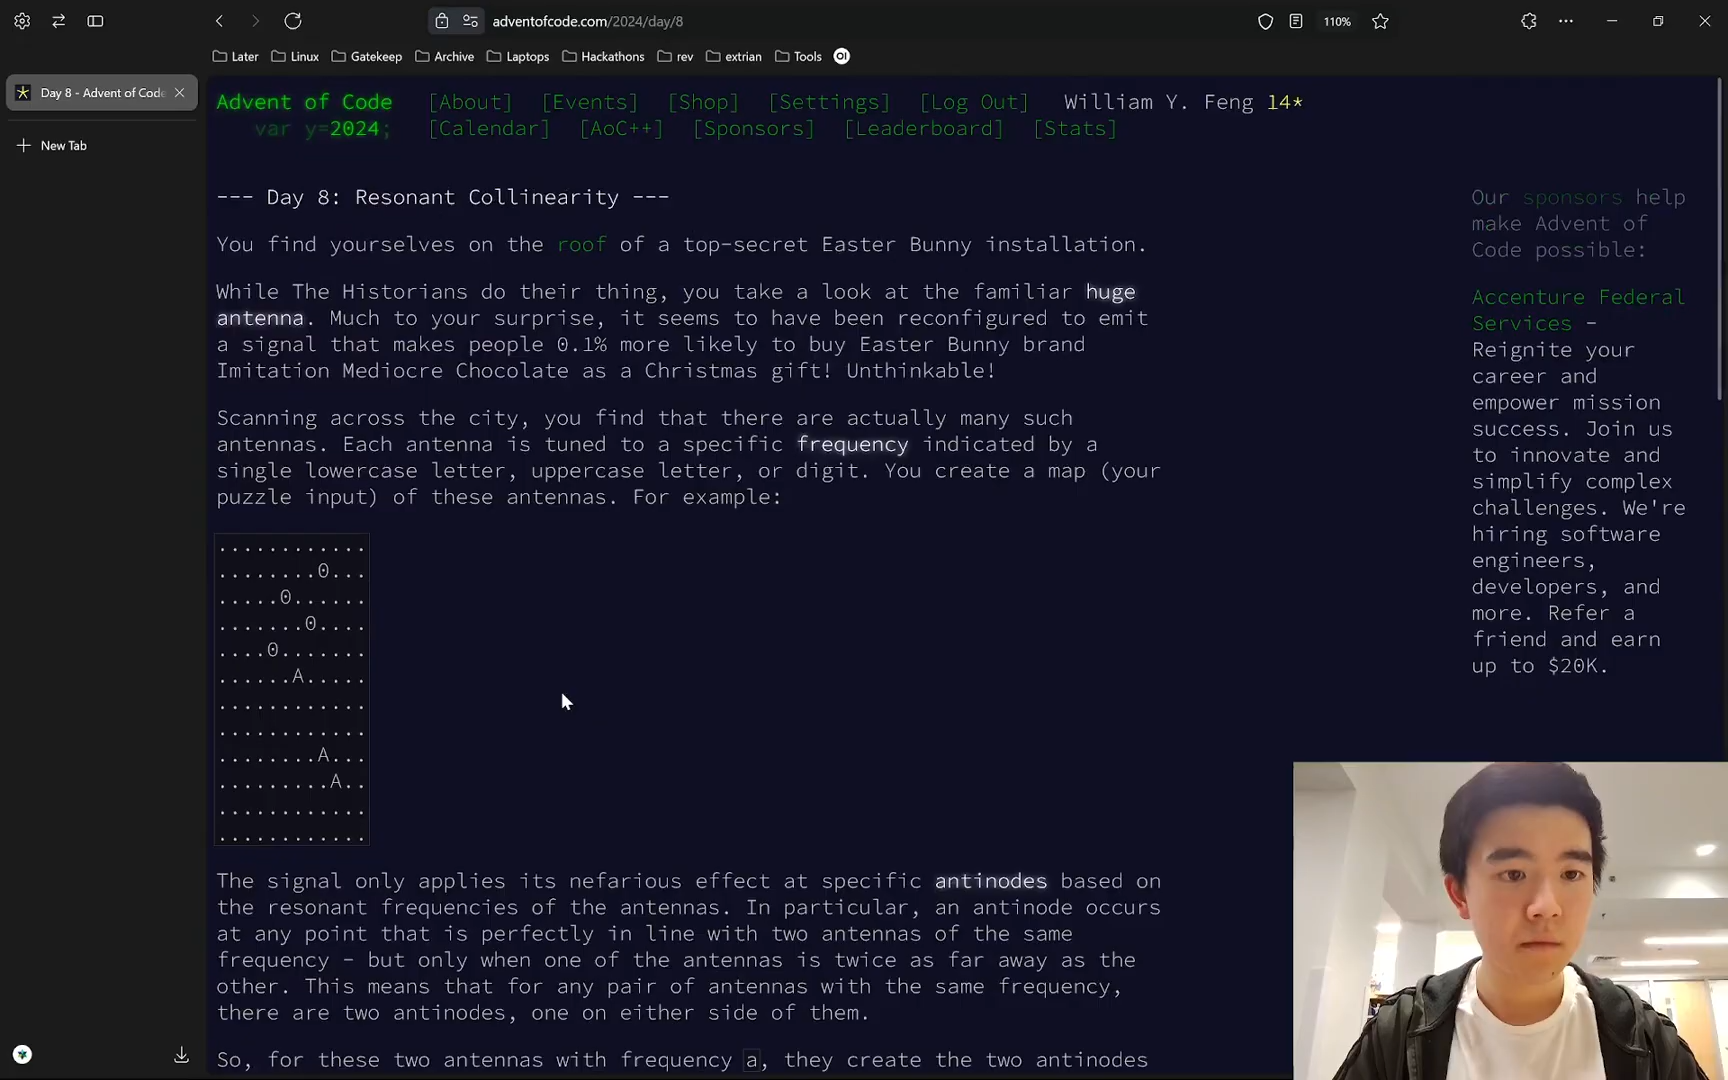 adventofcode.com/2024/day/8
110%
Later
Linux
Gatekeep
Archive
Laptops
Hackathons
rev
extrian
Tools
Day 8 - Advent of Code
New Tab
Advent of Code [About] [Events] [Shop] [Settings] [Log Out] William Y. Feng 14*
var y=2024; [Calendar] [AoC++] [Sponsors] [Leaderboard] [Stats]
--- Day 8: Resonant Collinearity ---
You find yourselves on the roof of a top-secret Easter Bunny installation.
While The Historians do their thing, you take a look at the familiar huge
antenna. Much to your surprise, it seems to have been reconfigured to emit
a signal that makes people 0.1% more likely to buy Easter Bunny brand
Imitation Mediocre Chocolate as a Christmas gift! Unthinkable!
Scanning across the city, you find that there are actually many such
antennas. Each antenna is tuned to a specific frequency indicated by a
single lowercase letter, uppercase letter, or digit. You create a map (your
puzzle input) of these antennas. For example:
............
........0...
.....0......
.......0....
....0.......
......A.....
............
............
........A...
.........A..
............
............
The signal only applies its nefarious effect at specific antinodes based on
the resonant frequencies of the antennas. In particular, an antinode occurs
at any point that is perfectly in line with two antennas of the same
frequency - but only when one of the antennas is twice as far away as the
other. This means that for any pair of antennas with the same frequency,
there are two antinodes, one on either side of them.
So, for these two antennas with frequency a, they create the two antinodes
Our sponsors help
make Advent of
Code possible:
Accenture Federal
Services -
Reignite your
career and
empower mission
success. Join us
to innovate and
simplify complex
challenges. We're
hiring software
engineers,
developers, and
more. Refer a
friend and earn
up to $20K.